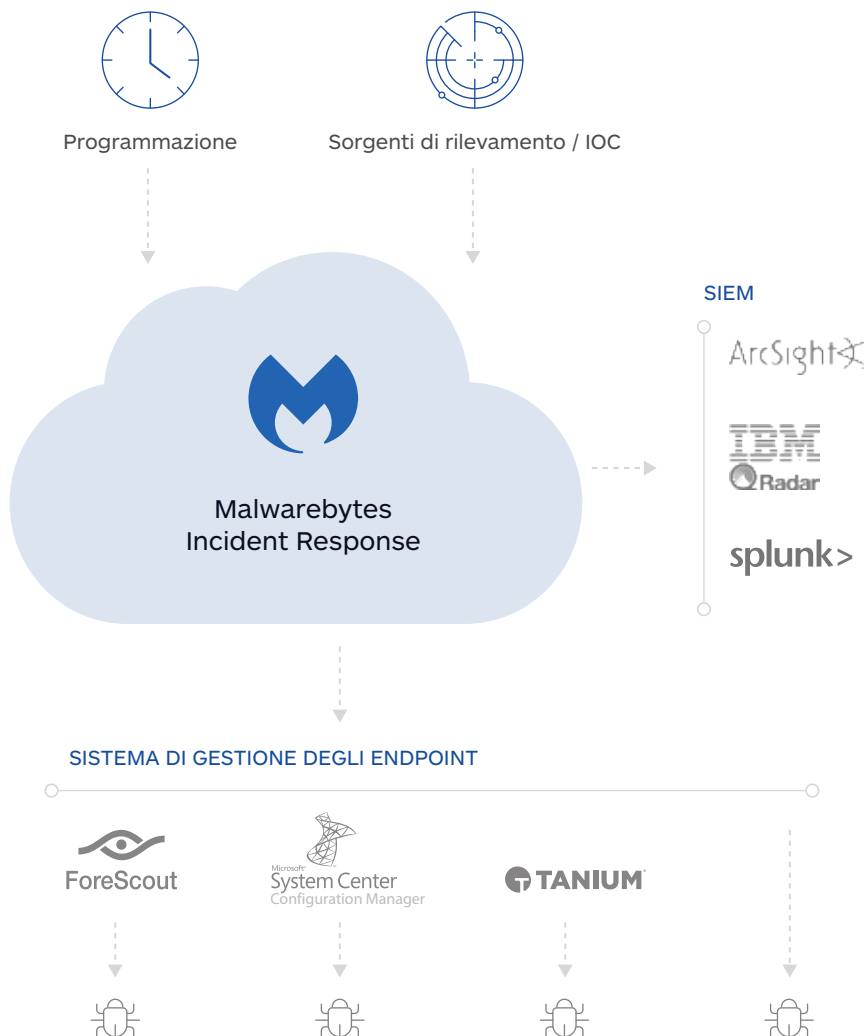 Programmazione
Sorgenti di rilevamento / IOC
SIEM
ArcSight
IBM
QRadar
splunk>
Malwarebytes
Incident Response
SISTEMA DI GESTIONE DEGLI ENDPOINT
ForeScout
Microsoft®
System Center
Configuration Manager
TANIUM